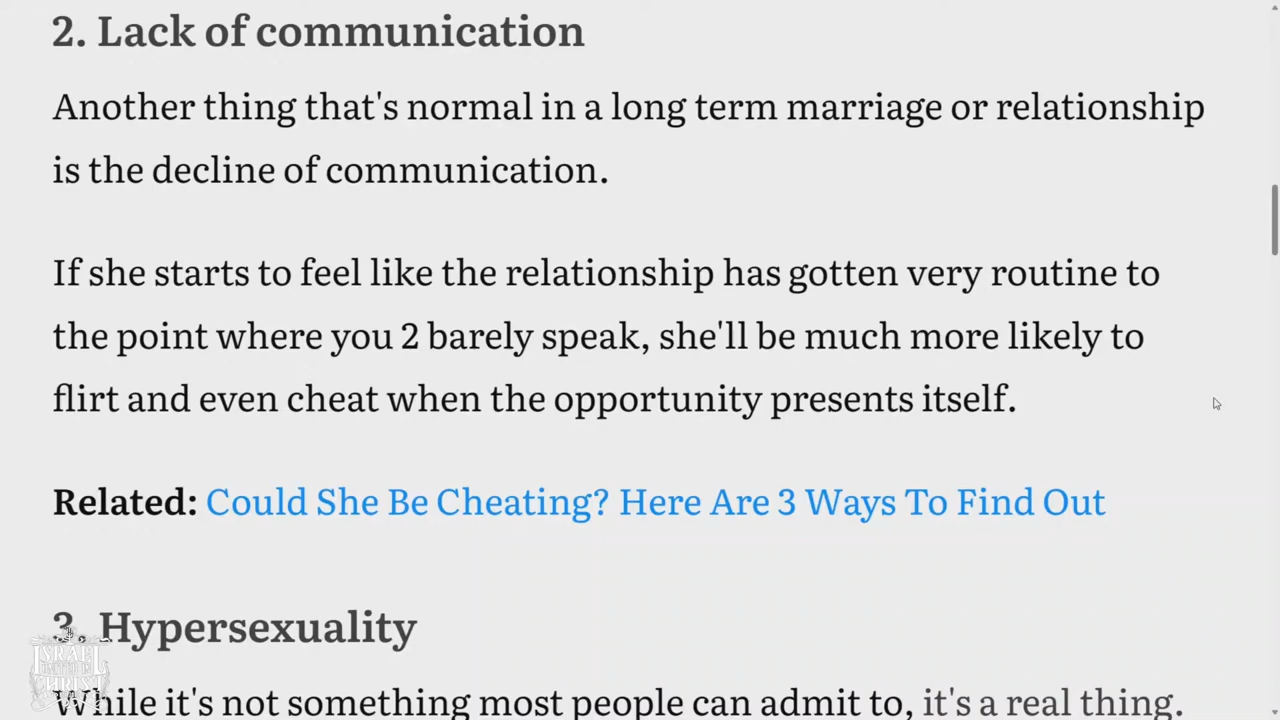 2. Lack of communication
Another thing that's normal in a long term marriage or relationship
is the decline of communication.
If she starts to feel like the relationship has gotten very routine to
the point where you 2 barely speak, she'll be much more likely to
flirt and even cheat when the opportunity presents itself.
Related: Could She Be Cheating? Here Are 3 Ways To Find Out
3. Hypersexuality
ISRAEL
UNITED IN
CHRIST
While it's not something most people can admit to, it's a real thing.